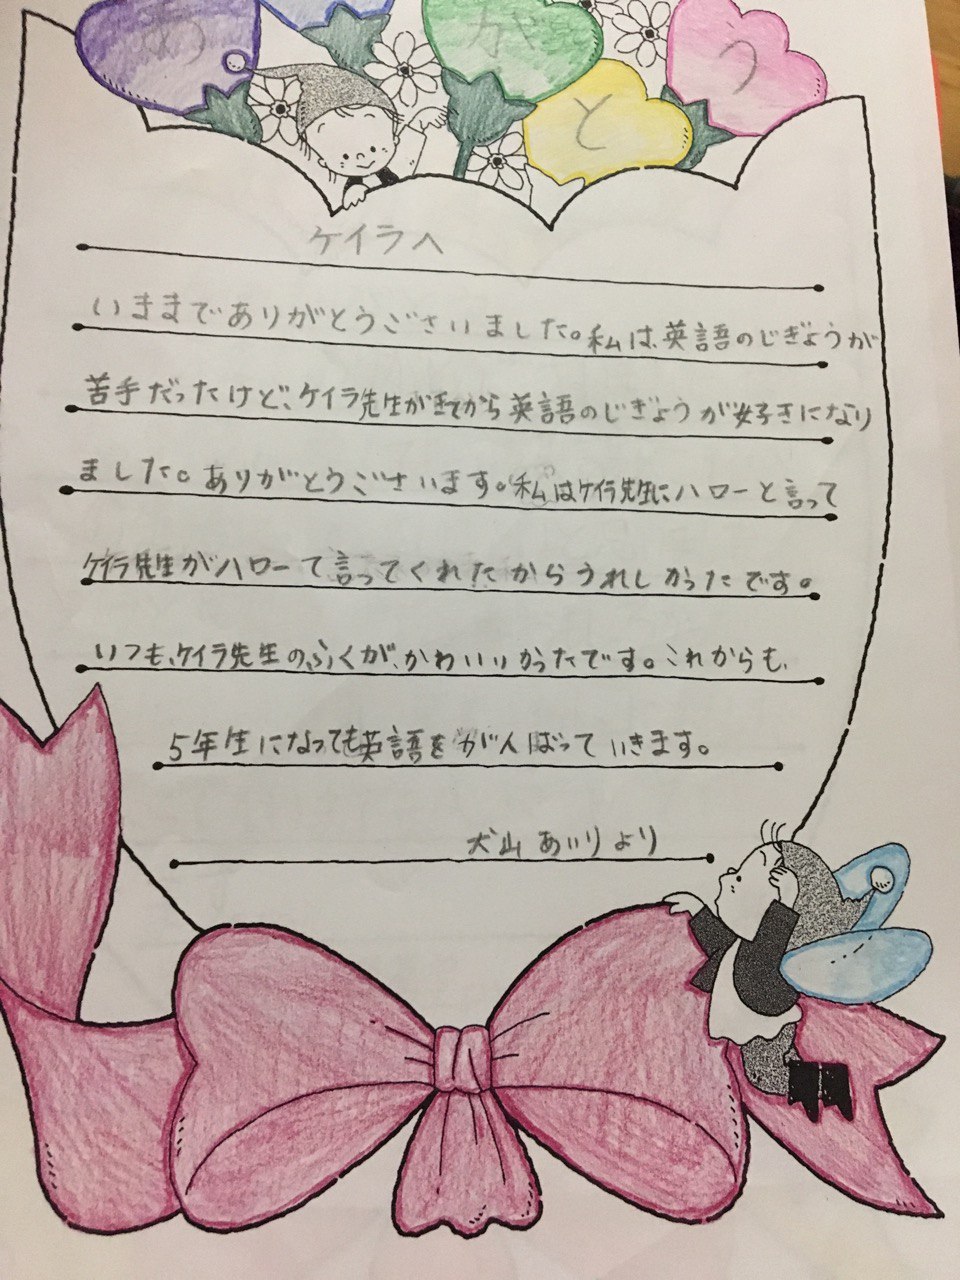 あ
が
と
う
ケイラへ
いままでありがとうございました。私は、英語のじぎょうが
苦手だったけど、ケイラ先生がきてから英語のじぎょうが好きになり
ました。ありがとうございます。私はケイラ先生にハローと言って
ケイラ先生がハローて言ってくれたからうれしかったです。
いつも、ケイラ先生のふくが、かわいいかったです。これからも、
5年生になっても英語をがんばっていきます。
犬山あいりより